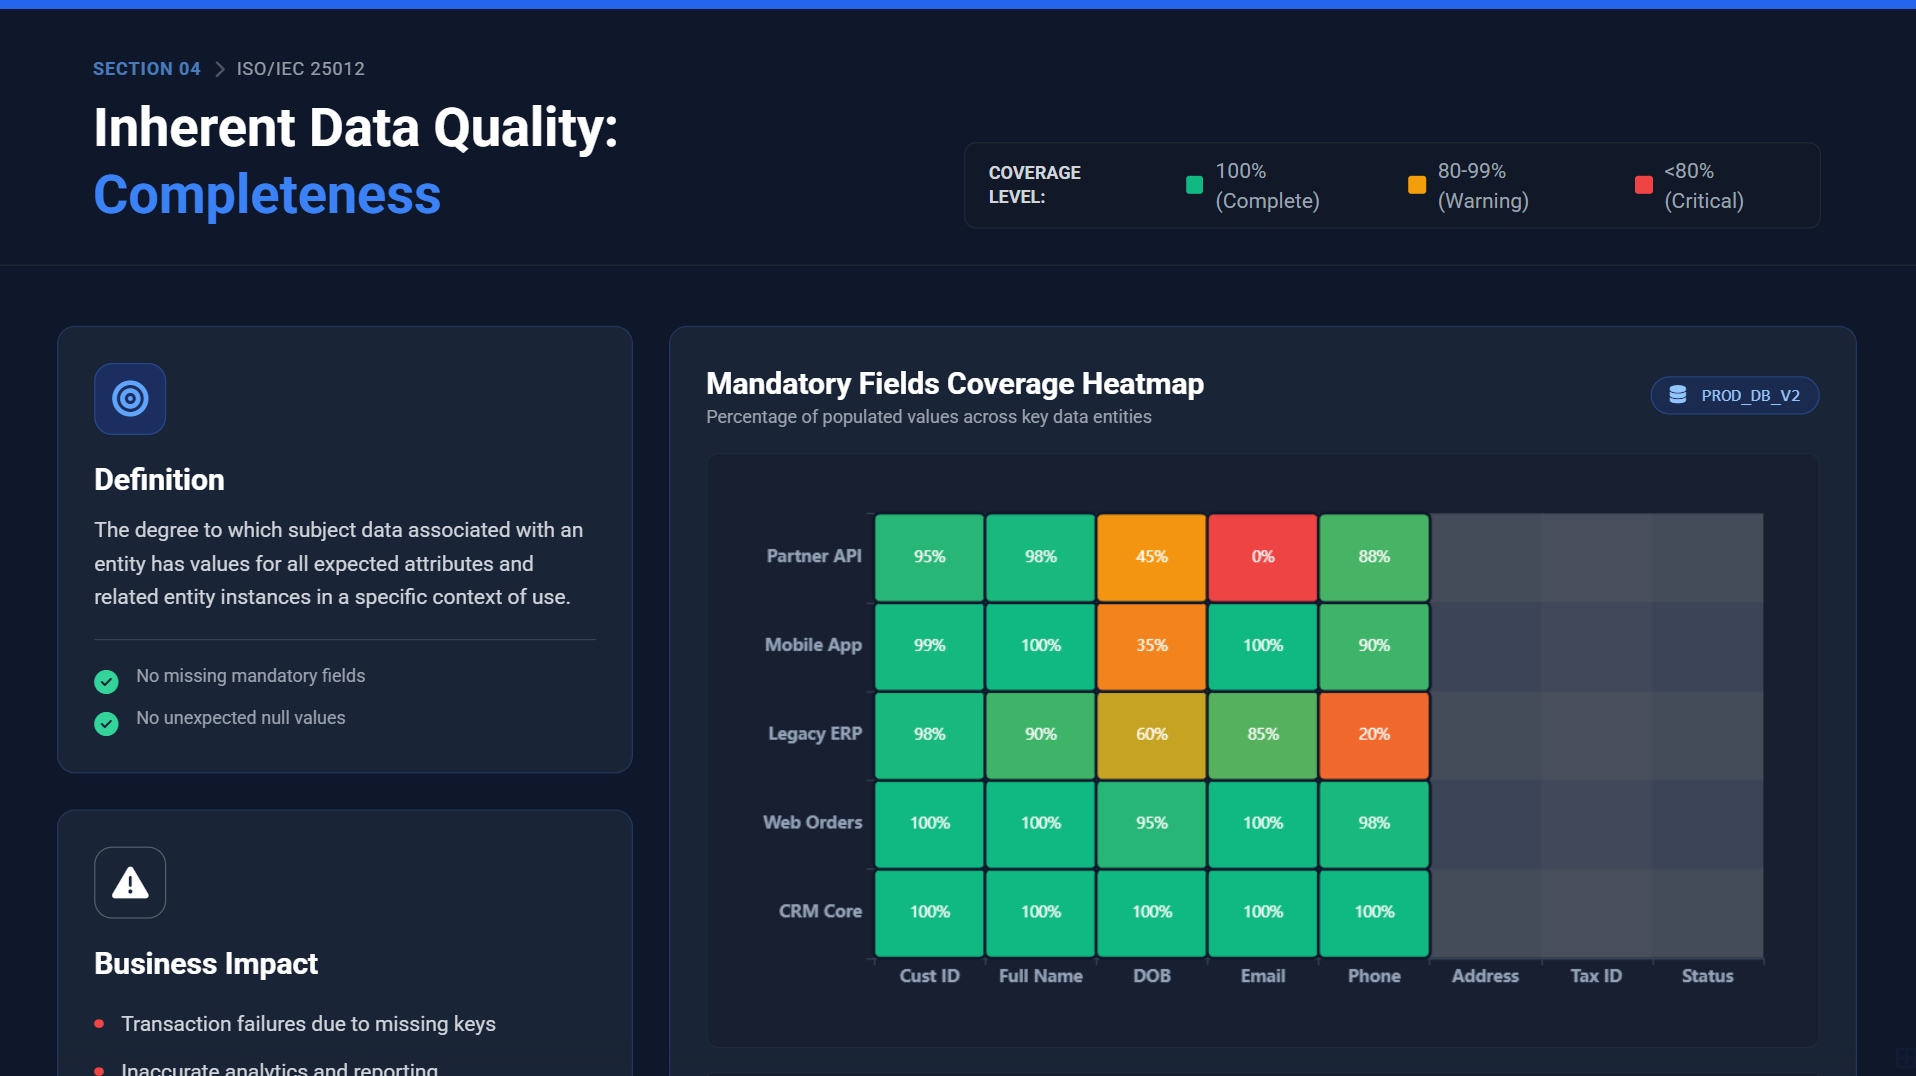 SECTION 04 > ISO/IEC 25012
Inherent Data Quality:
Completeness
COVERAGE
LEVEL:
100%
(Complete)
80-99%
(Warning)
<80%
(Critical)
Definition
The degree to which subject data associated with an
entity has values for all expected attributes and
related entity instances in a specific context of use.
No missing mandatory fields
No unexpected null values
Business Impact
Transaction failures due to missing keys
Inaccurate analytics and reporting
Mandatory Fields Coverage Heatmap
Percentage of populated values across key data entities
PROD_DB_V2
Partner API 95% 98% 45% 0% 88%
Mobile App 99% 100% 35% 100% 90%
Legacy ERP 98% 90% 60% 85% 20%
Web Orders 100% 100% 95% 100% 98%
CRM Core 100% 100% 100% 100% 100%
Cust ID Full Name DOB Email Phone Address Tax ID Status